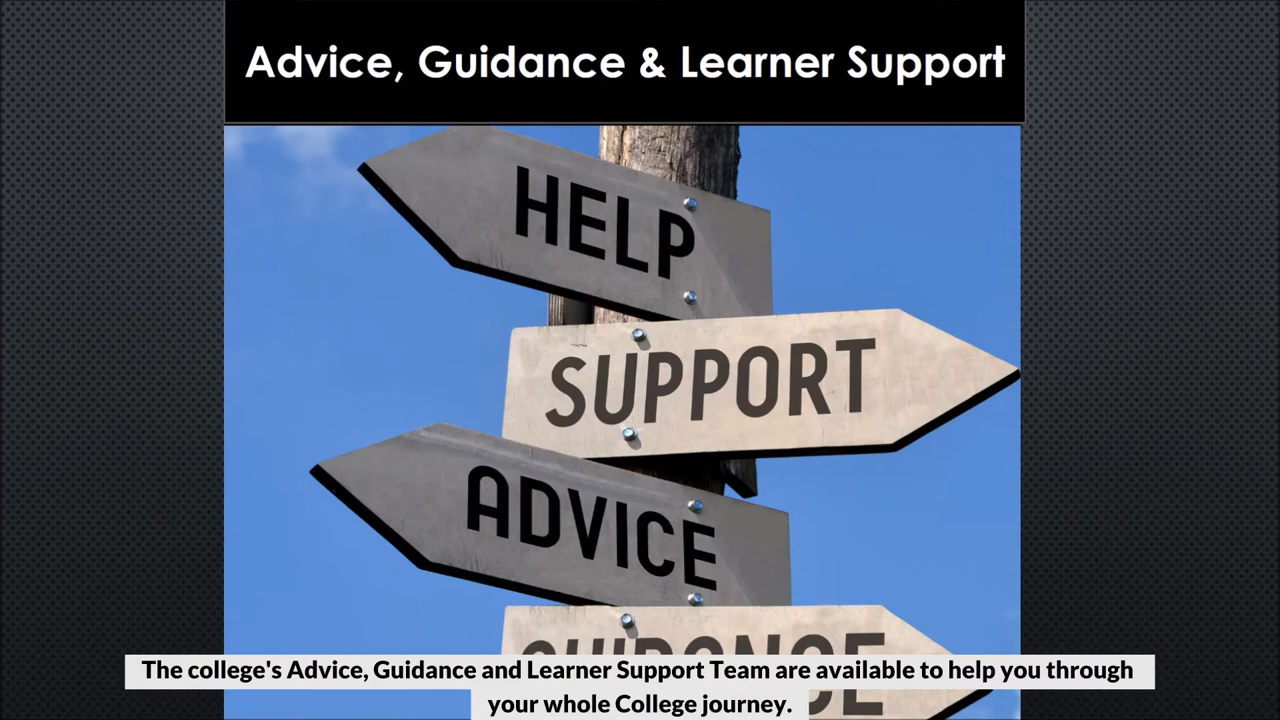 Advice, Guidance & Learner Support
HELP
SUPPORT
ADVICE
GUIDANCE
The college's Advice, Guidance and Learner Support Team are available to help you through
your whole College journey.